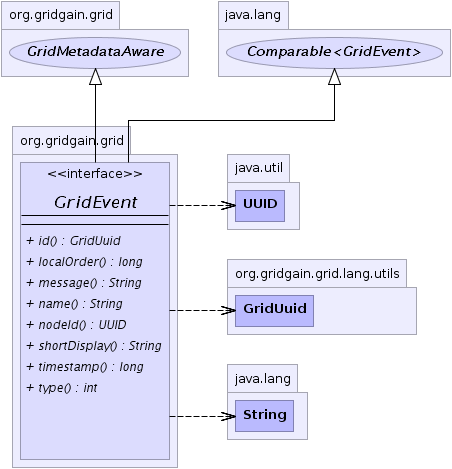 org.gridgain.grid
GridMetadataAware
java.lang
Comparable<GridEvent>
org.gridgain.grid
<<interface>>
GridEvent
+ id() : GridUuid
+ localOrder() : long
+ message() : String
+ name() : String
+ nodeId() : UUID
+ shortDisplay() : String
+ timestamp() : long
+ type() : int
java.util
UUID
org.gridgain.grid.lang.utils
GridUuid
java.lang
String